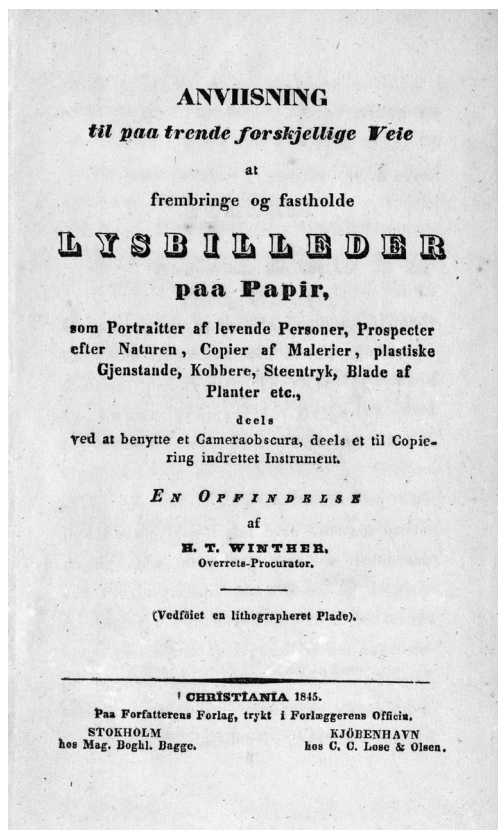 ANVIISNING
til paa trende forskjellige Veie
at
frembringe og fastholde
LYSBILLEDER
paa Papir,
som Portraitter af levende Personer, Prospecter
efter Naturen, Copier af Malerier, plastiske
Gjenstande, Kobbere, Steentryk, Blade af
Planter etc.,
deels
ved at benytte et Cameraobscura, deels et til Copie-
ring indrettet Instrument.
EN OPFINDELSE
af
H. T. WINTHER.
Overrets-Procurator.
(Vedföiet en lithographeret Plade).
CHRISTIANIA 1845.
Paa Forfatterens Forlag, trykt i Forlæggerens Officin.
STOKHOLM
hos Mag. Boghl. Bagge.
KJÖBENHAVN
hos C. C. Lose & Olsen.